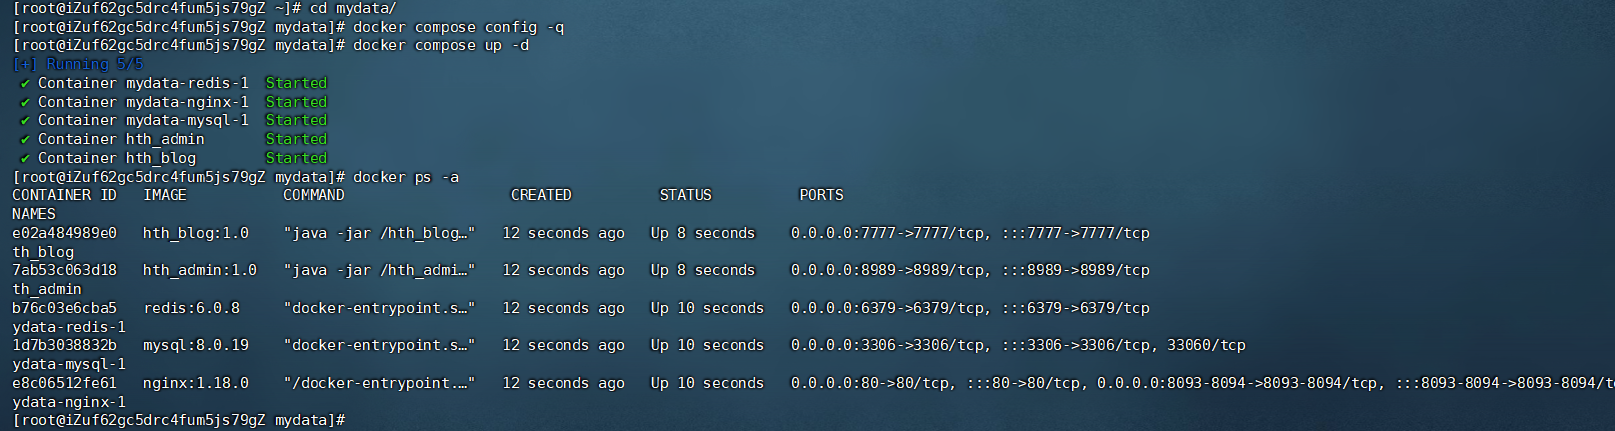 [root@iZuf62gc5drc4fum5js79gZ ~]# cd mydata/
[root@iZuf62gc5drc4fum5js79gZ mydata]# docker compose config -q
[root@iZuf62gc5drc4fum5js79gZ mydata]# docker compose up -d
[+] Running 5/5
✔ Container mydata-redis-1 Started
✔ Container mydata-nginx-1 Started
✔ Container mydata-mysql-1 Started
✔ Container hth_admin Started
✔ Container hth_blog Started
[root@iZuf62gc5drc4fum5js79gZ mydata]# docker ps -a
CONTAINER ID IMAGE COMMAND CREATED STATUS PORTS
NAMES
e02a484989e0 hth_blog:1.0 "java -jar /hth_blog…" 12 seconds ago Up 8 seconds 0.0.0.0:7777->7777/tcp, :::7777->7777/tcp
th_blog
7ab53c063d18 hth_admin:1.0 "java -jar /hth_admi…" 12 seconds ago Up 8 seconds 0.0.0.0:8989->8989/tcp, :::8989->8989/tcp
th_admin
b76c03e6cba5 redis:6.0.8 "docker-entrypoint.s…" 12 seconds ago Up 10 seconds 0.0.0.0:6379->6379/tcp, :::6379->6379/tcp
ydata-redis-1
1d7b3038832b mysql:8.0.19 "docker-entrypoint.s…" 12 seconds ago Up 10 seconds 0.0.0.0:3306->3306/tcp, :::3306->3306/tcp, 33060/tcp
ydata-mysql-1
e8c06512fe61 nginx:1.18.0 "/docker-entrypoint.…" 12 seconds ago Up 10 seconds 0.0.0.0:80->80/tcp, :::80->80/tcp, 0.0.0.0:8093-8094->8093-8094/tcp, :::8093-8094->8093-8094/t
ydata-nginx-1
[root@iZuf62gc5drc4fum5js79gZ mydata]#